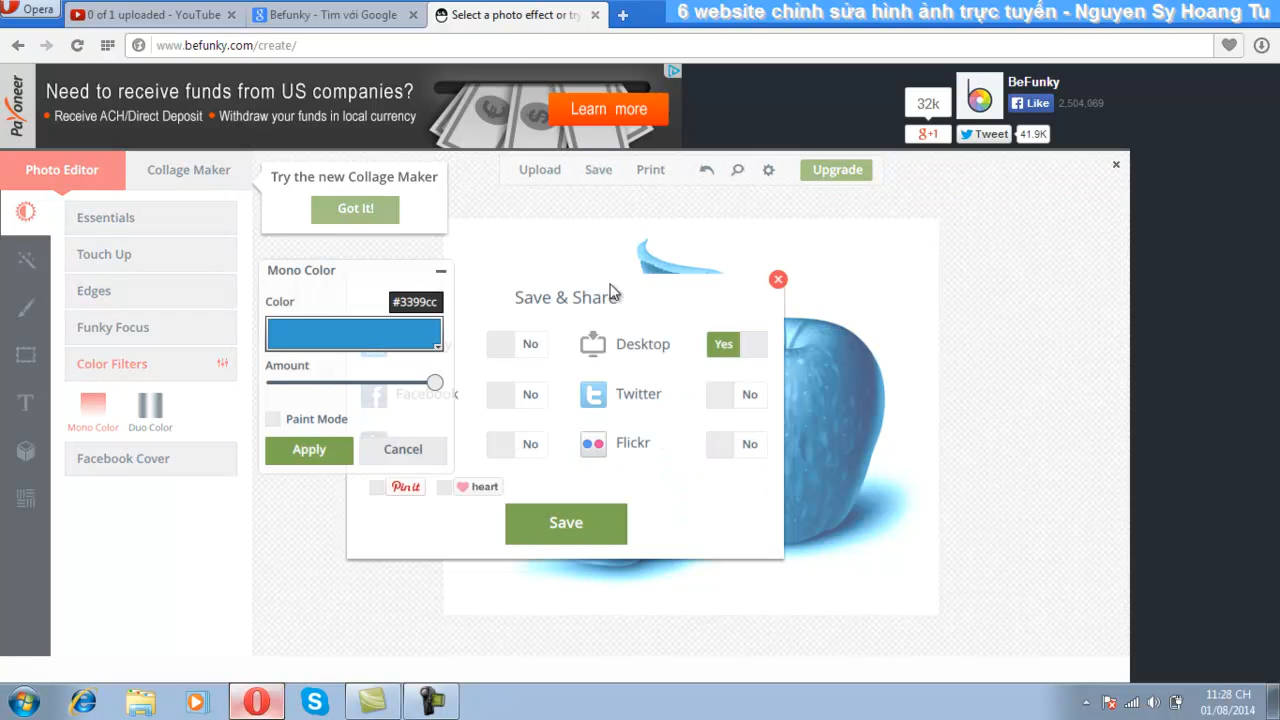 Opera
0 of 1 uploaded - YouTube
Befunky - Tìm với Google
Select a photo effect or try
6 website chỉnh sửa hình ảnh trực tuyến - Nguyen Sy Hoang Tu
www.befunky.com/create/
Payoneer
Need to receive funds from US companies?
• Receive ACH/Direct Deposit • Withdraw your funds in local currency
Learn more
32k
BeFunky
Like
2,504,069
+1
Tweet
41.9K
Photo Editor
Collage Maker
Try the new Collage Maker
Got It!
Upload
Save
Print
Upgrade
Essentials
Touch Up
Edges
Funky Focus
Color Filters
Mono Color
Duo Color
Facebook Cover
Mono Color
Color
#3399cc
Amount
Paint Mode
Apply
Cancel
Save & Share
No
Desktop
Yes
Facebook
No
Twitter
No
No
Flickr
No
Pin it
heart
Save
11:28 CH
01/08/2014